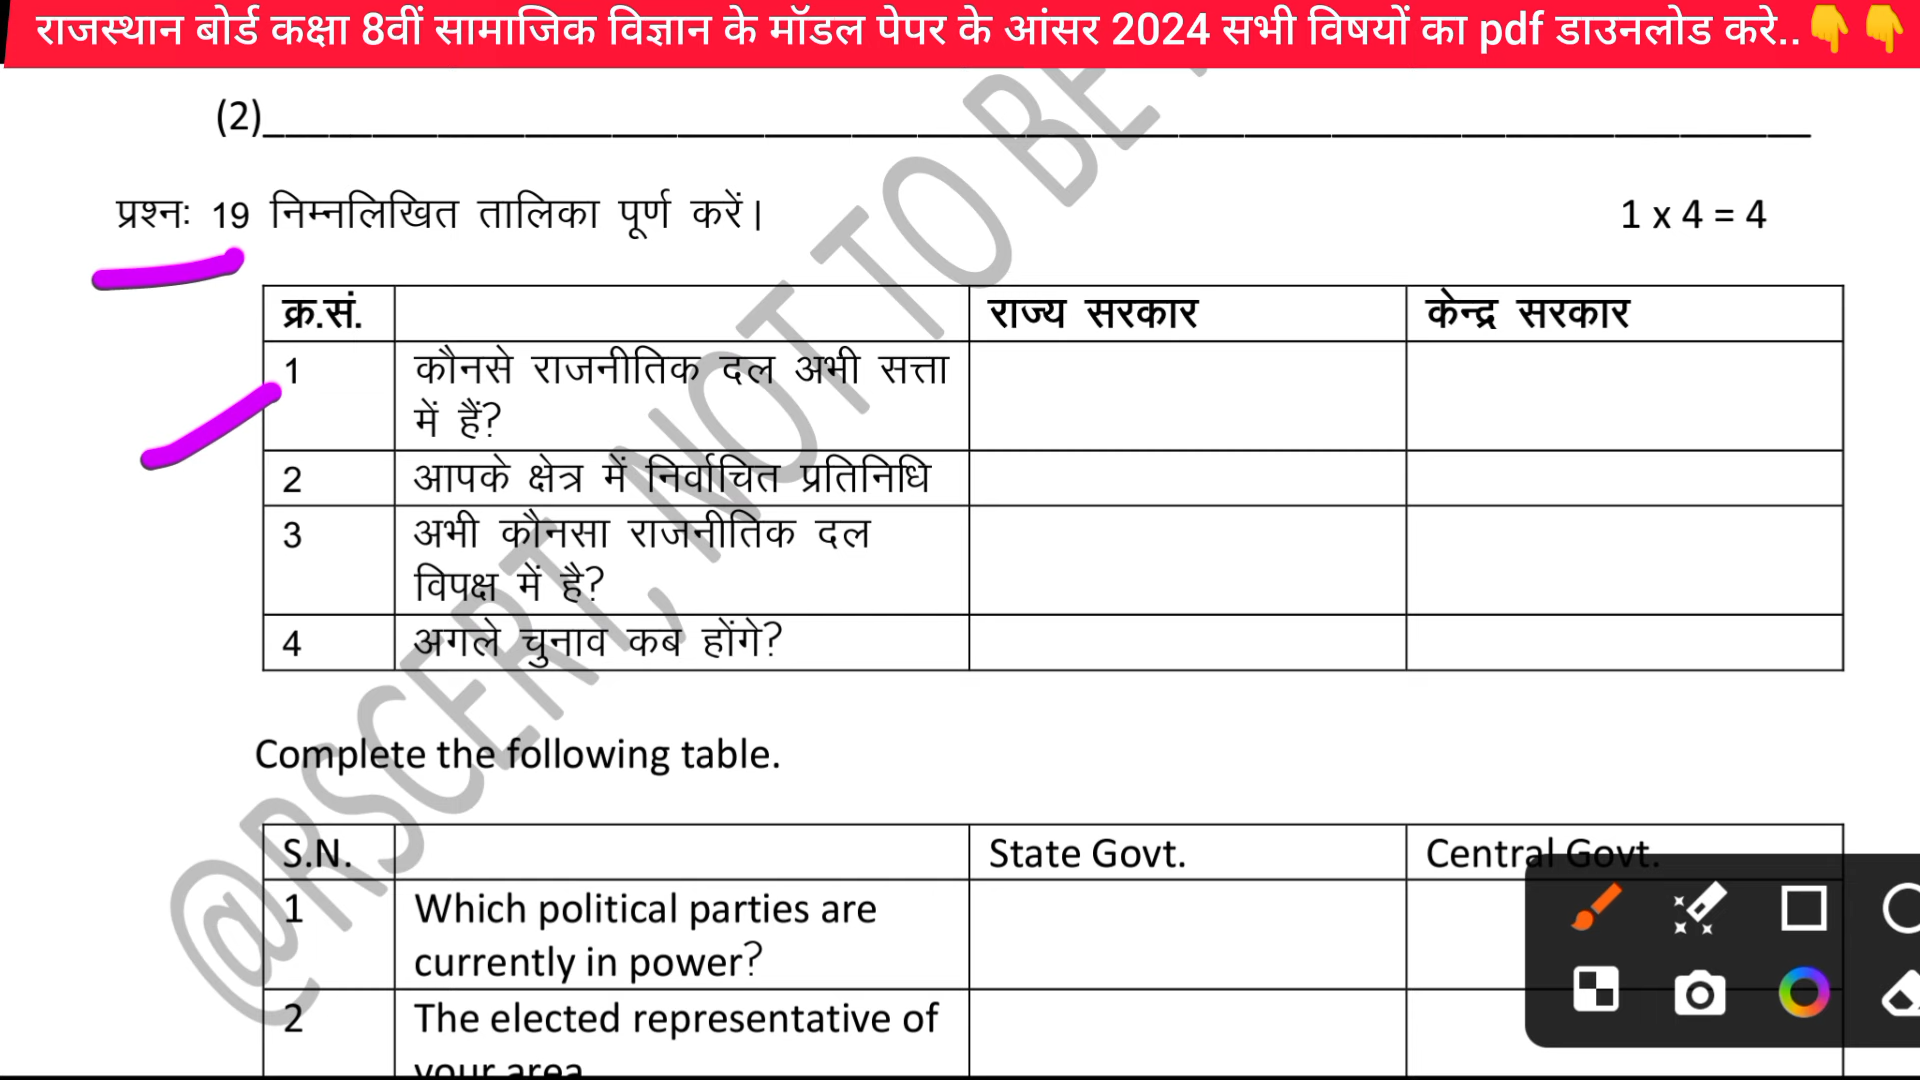 राजस्थान बोर्ड कक्षा 8वीं सामाजिक विज्ञान के मॉडल पेपर के आंसर 2024 सभी विषयों का pdf डाउनलोड करे..👇👇
(2)
प्रश्नः 19 निम्नलिखित तालिका पूर्ण करें। 1 x 4 = 4
क्र.सं. राज्य सरकार केन्द्र सरकार
1 कौनसे राजनीतिक दल अभी सत्ता
में हैं?
2 आपके क्षेत्र में निर्वाचित प्रतिनिधि
3 अभी कौनसा राजनीतिक दल
विपक्ष में है?
4 अगले चुनाव कब होंगे?
Complete the following table.
S.N. State Govt. Central Govt.
1 Which political parties are
currently in power?
2 The elected representative of
your area
@RSCERT, NOT TO BE